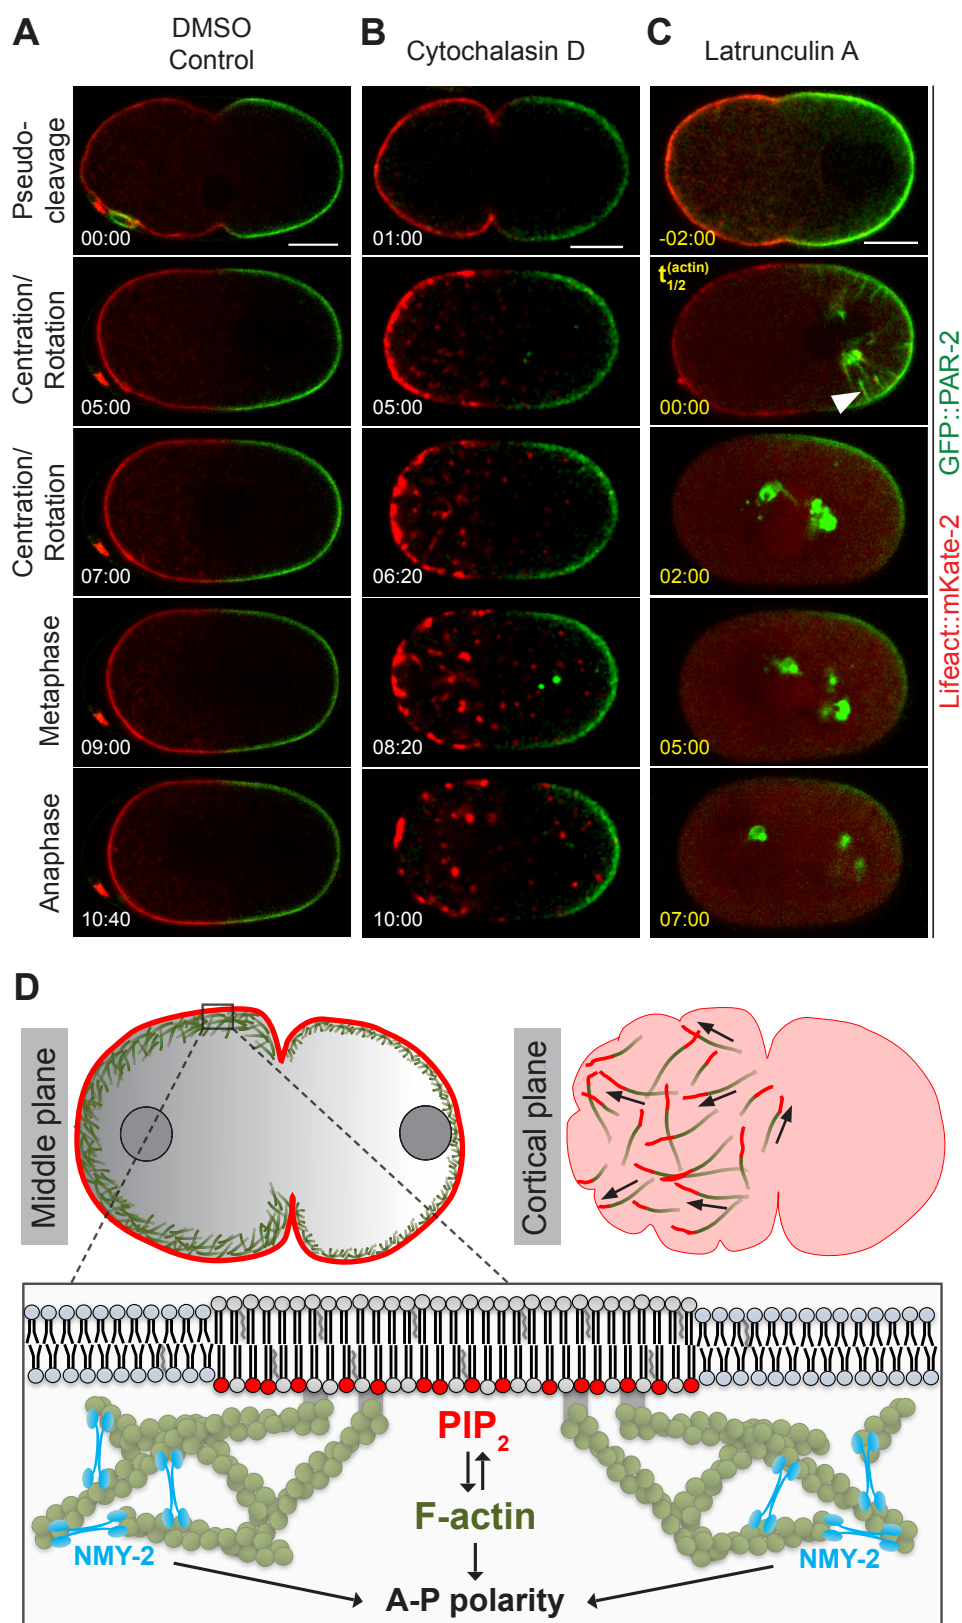 A
DMSO
Control
B
Cytochalasin D
C
Latrunculin A
Pseudo-
cleavage
00:00
01:00
-02:00
Centration/
Rotation
05:00
05:00
t1/2(actin)
00:00
Centration/
Rotation
07:00
06:20
02:00
Metaphase
09:00
08:20
05:00
Anaphase
10:40
10:00
07:00
Lifeact::mKate-2 GFP::PAR-2
D
Middle plane
Cortical plane
PIP2
F-actin
NMY-2
NMY-2
A-P polarity